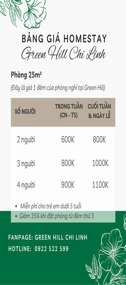 BẢNG GIÁ HOMESTAY
Green Hill Chi Linh
Phòng 25m²
(Đây là giá 1 đêm của phòng nghỉ tại Green Hill)
SỐ NGƯỜI TRONG TUẦN (CN - T5) CUỐI TUẦN & NGÀY LỄ
2 người 600K 800K
3 người 800K 1000K
4 người 900K 1100K
• Miễn phí cho trẻ em dưới 5 tuổi
• Giảm 35% khi đặt phòng từ đêm thứ 3
FANPAGE: GREEN HILL CHI LINH
HOTLINE: 0922 522 599